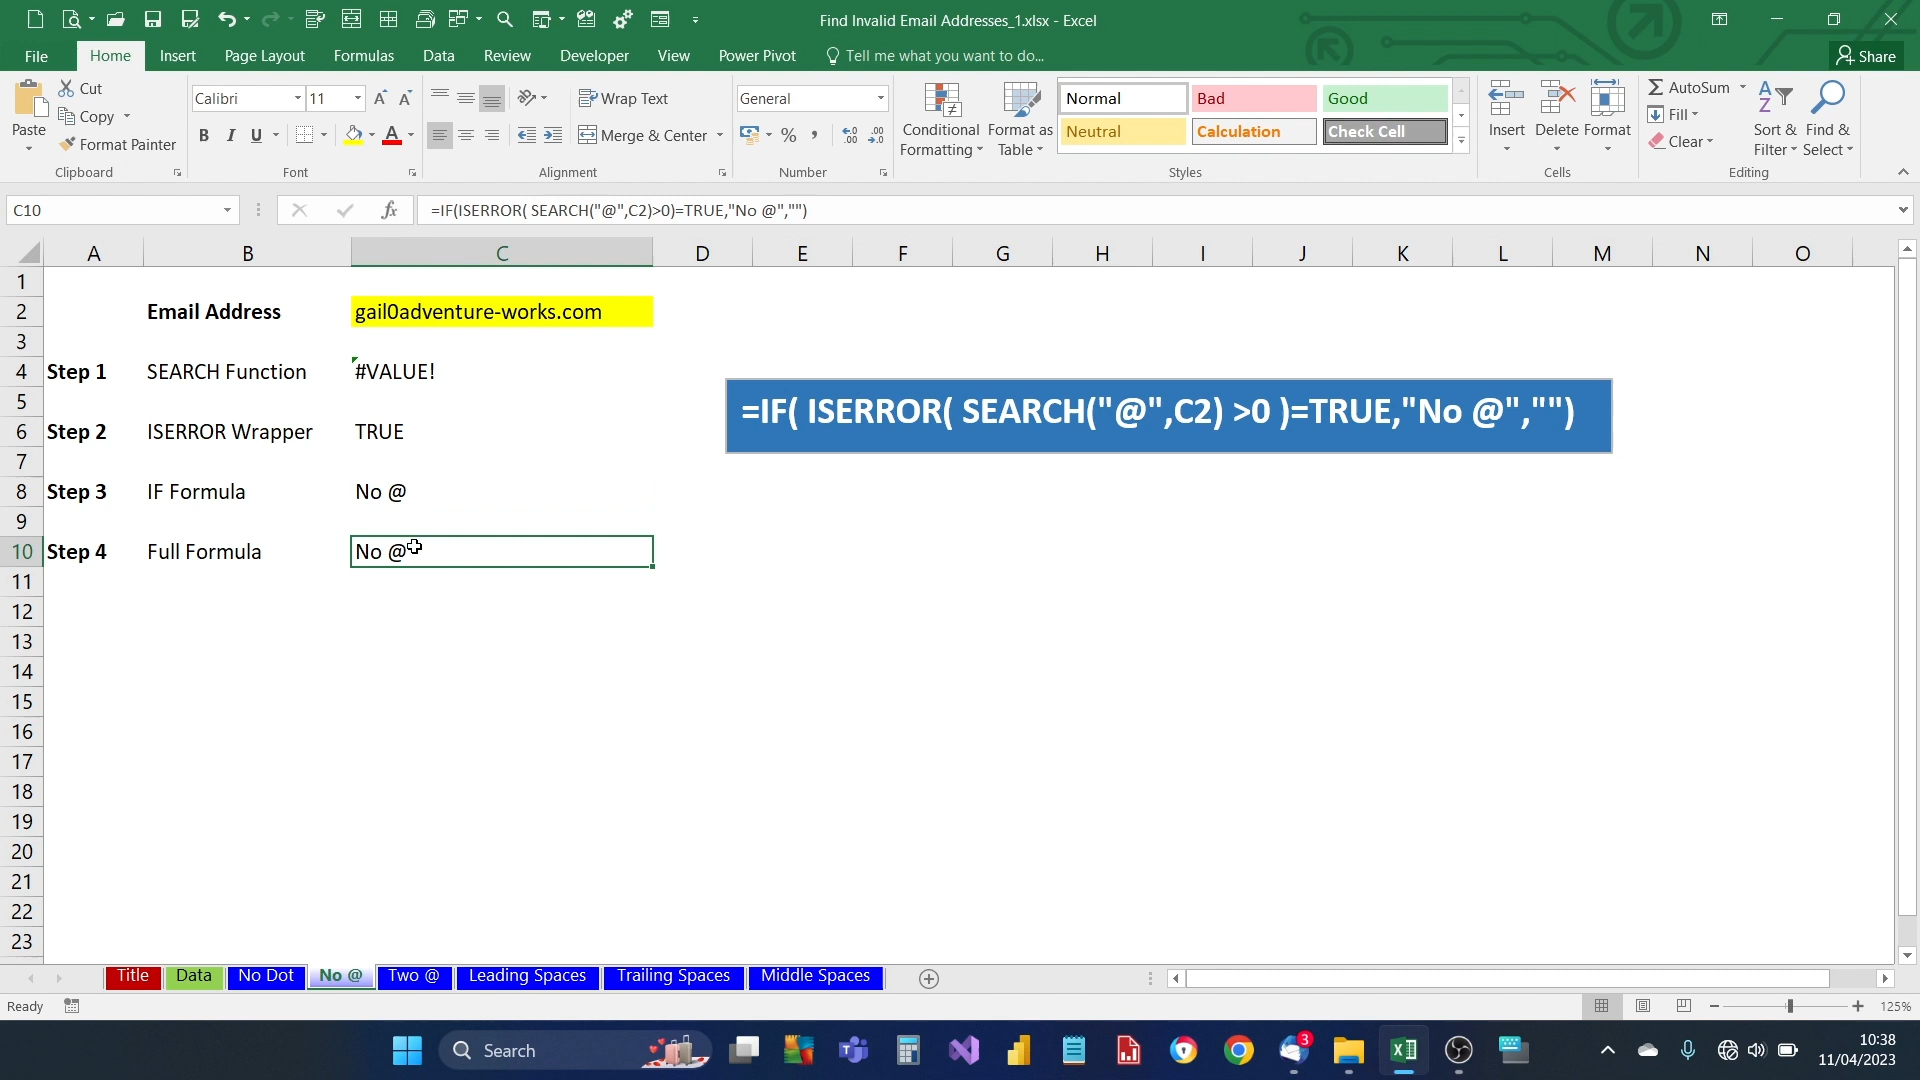 Find Invalid Email Addresses_1.xlsx - Excel
File Home Insert Page Layout Formulas Data Review Developer View Power Pivot Tell me what you want to do... Share
Paste
Cut
Copy
Format Painter
Clipboard
Calibri 11
B I U
Font
Wrap Text
Merge & Center
Alignment
General
%
Number
Conditional Formatting
Format as Table
Normal Bad Good
Neutral Calculation Check Cell
Styles
Insert Delete Format
Cells
AutoSum
Fill
Clear
Sort & Filter
Find & Select
Editing
C10 fx =IF(ISERROR( SEARCH("@",C2)>0)=TRUE,"No @","")
A B C D E F G H I J K L M N O
1
2 Email Address gail0adventure-works.com
3
4 Step 1 SEARCH Function #VALUE!
=IF( ISERROR( SEARCH("@",C2) >0 )=TRUE,"No @","")
5
6 Step 2 ISERROR Wrapper TRUE
7
8 Step 3 IF Formula No @
9
10 Step 4 Full Formula No @
11
12
13
14
15
16
17
18
19
20
21
22
23
Title Data No Dot No @ Two @ Leading Spaces Trailing Spaces Middle Spaces
Ready 125%
Search 3 10:38
11/04/2023